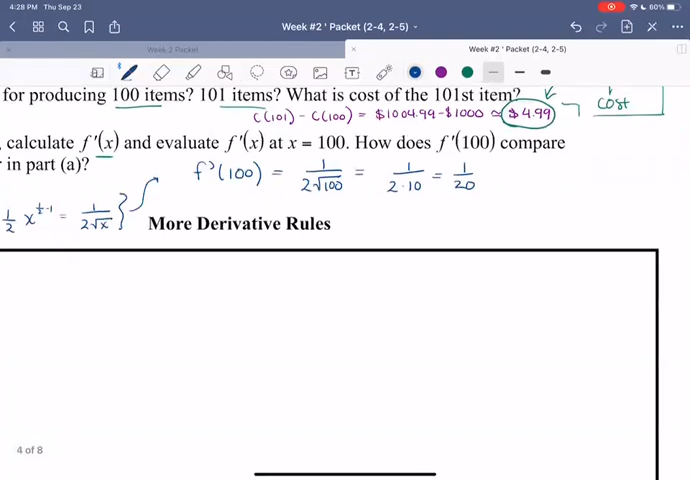 4:28 PM Thu Sep 23
60%
Week #2 ' Packet (2-4, 2-5)
Week 2 Packet
Week #2 ' Packet (2-4, 2-5)
for producing 100 items? 101 items? What is cost of the 101st item?
cost
C(101) - C(100) = $1004.99 - $1000 ≈ $4.99
calculate f'(x) and evaluate f'(x) at x = 100. How does f'(100) compare
in part (a)?
f'(100) = 1/(2√100) = 1/(2·10) = 1/20
1/2 x^(1/2-1) = 1/(2√x) }
More Derivative Rules
4 of 8